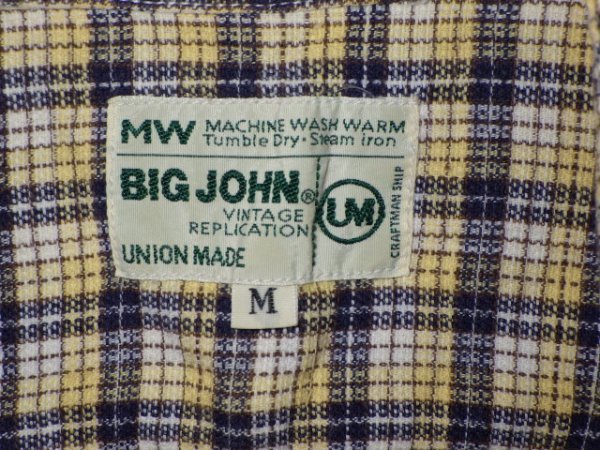 MW MACHINE WASH WARM
Tumble Dry · Steam iron
BIG JOHN®
VINTAGE
REPLICATION
UNION MADE
UM
CRAFTMAN SHIP
M